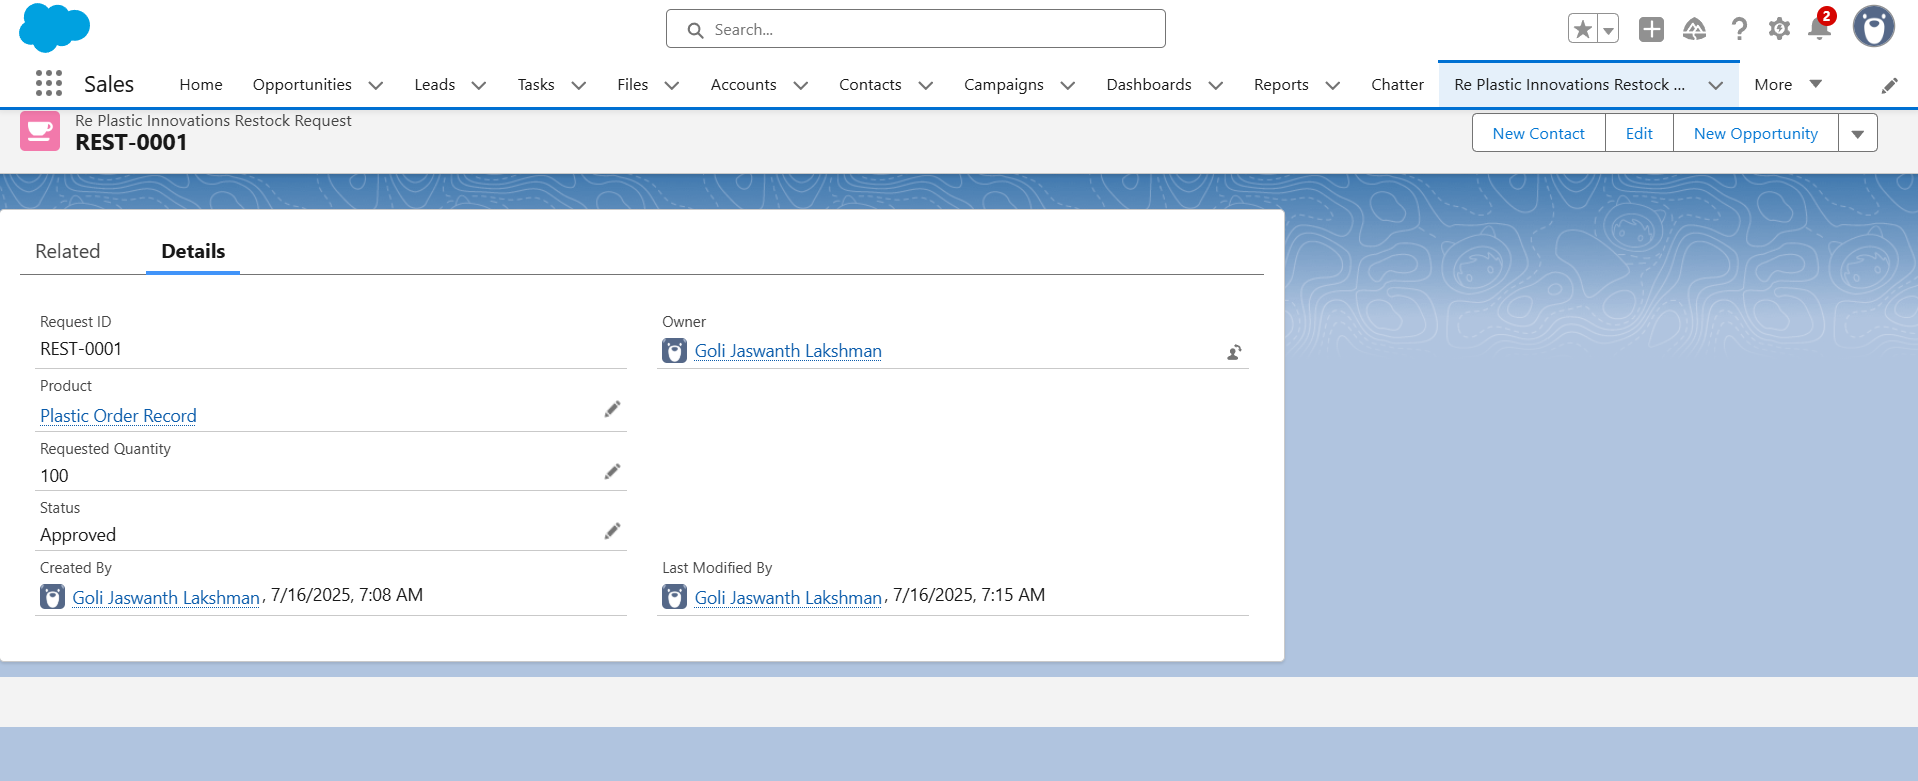 Search...
2
Sales
Home
Opportunities
Leads
Tasks
Files
Accounts
Contacts
Campaigns
Dashboards
Reports
Chatter
Re Plastic Innovations Restock ...
More
Re Plastic Innovations Restock Request
REST-0001
New Contact
Edit
New Opportunity
Related
Details
Request ID
REST-0001
Owner
Goli Jaswanth Lakshman
Product
Plastic Order Record
Requested Quantity
100
Status
Approved
Created By
Goli Jaswanth Lakshman, 7/16/2025, 7:08 AM
Last Modified By
Goli Jaswanth Lakshman, 7/16/2025, 7:15 AM